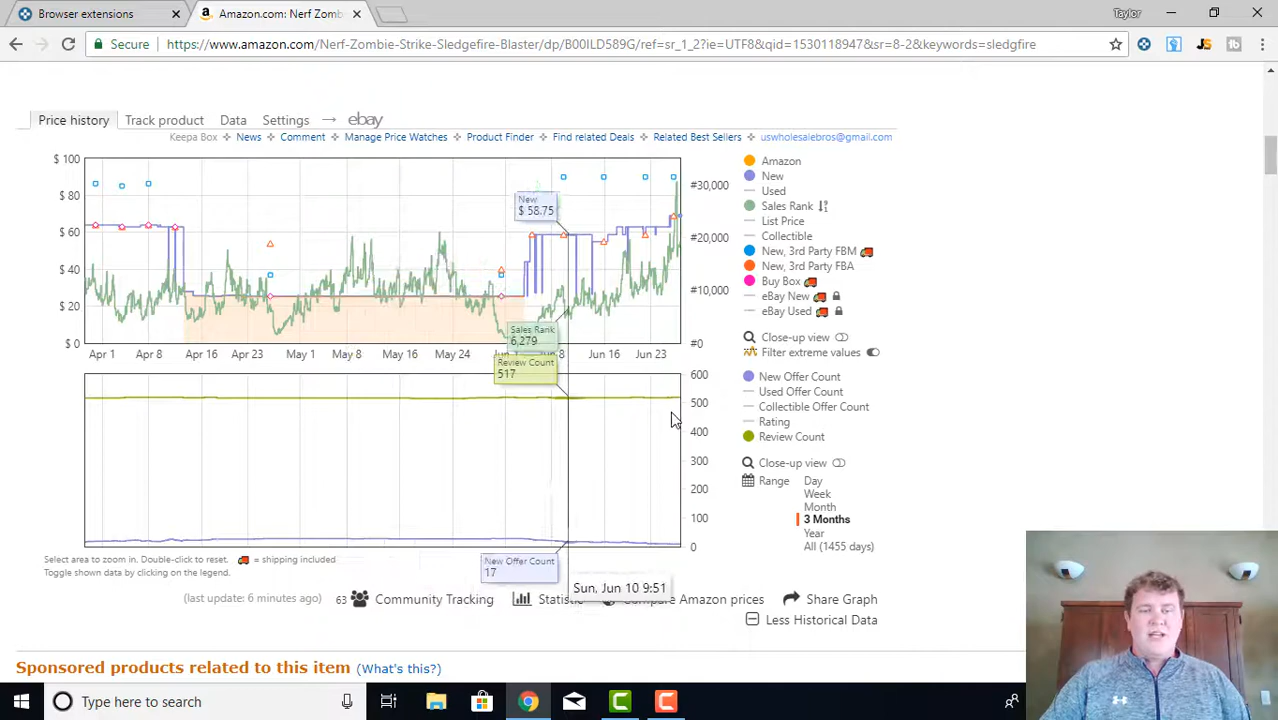 Browser extensions
Amazon.com: Nerf Zomb
Taylor
Secure
https://www.amazon.com/Nerf-Zombie-Strike-Sledgefire-Blaster/dp/B00ILD589G/ref=sr_1_2?ie=UTF8&qid=1530118947&sr=8-2&keywords=sledgfire
Price history
Track product
Data
Settings
ebay
Keepa Box
News
Comment
Manage Price Watches
Product Finder
Find related Deals
Related Best Sellers
uswholesalebros@gmail.com
$ 100
$ 80
$ 60
$ 40
$ 20
$ 0
#30,000
#20,000
#10,000
#0
New
$ 58.75
Sales Rank
6,279
Apr 1
Apr 8
Apr 16
Apr 23
May 1
May 8
May 16
May 24
Jun 16
Jun 23
Review Count
517
600
500
400
300
200
100
0
New Offer Count
17
Sun, Jun 10 9:51
Amazon
New
Used
Sales Rank
List Price
Collectible
New, 3rd Party FBM
New, 3rd Party FBA
Buy Box
eBay New
eBay Used
Close-up view
Filter extreme values
New Offer Count
Used Offer Count
Collectible Offer Count
Rating
Review Count
Close-up view
Range
Day
Week
Month
3 Months
Year
All (1455 days)
Select area to zoom in. Double-click to reset.
= shipping included
Toggle shown data by clicking on the legend.
(last update: 6 minutes ago)
63
Community Tracking
Compare Amazon prices
Share Graph
Less Historical Data
Sponsored products related to this item (What's this?)
Type here to search